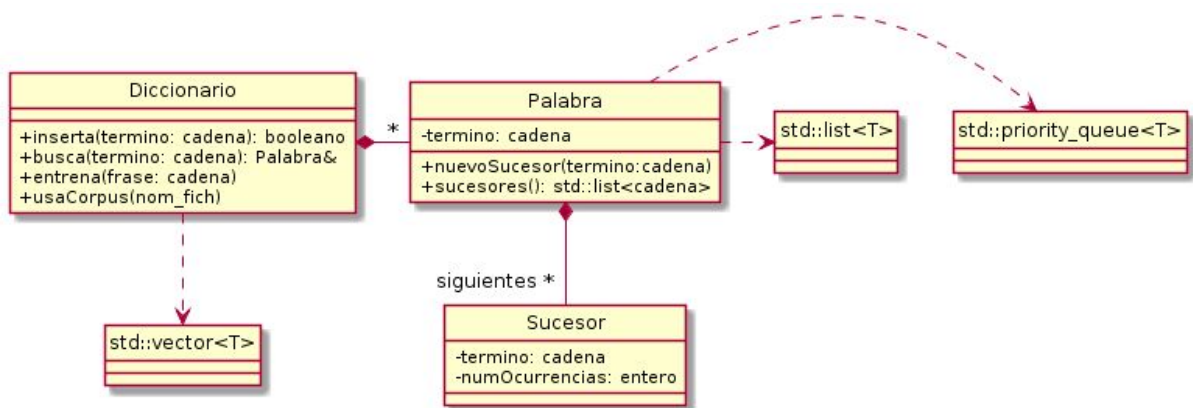 Diccionario
+inserta(termino: cadena): booleano
+busca(termino: cadena): Palabra&
+entrena(frase: cadena)
+usaCorpus(nom_fich)
*
Palabra
-termino: cadena
+nuevoSucesor(termino:cadena)
+sucesores(): std::list<cadena>
std::list<T>
std::priority_queue<T>
siguientes *
std::vector<T>
Sucesor
-termino: cadena
-numOcurrencias: entero